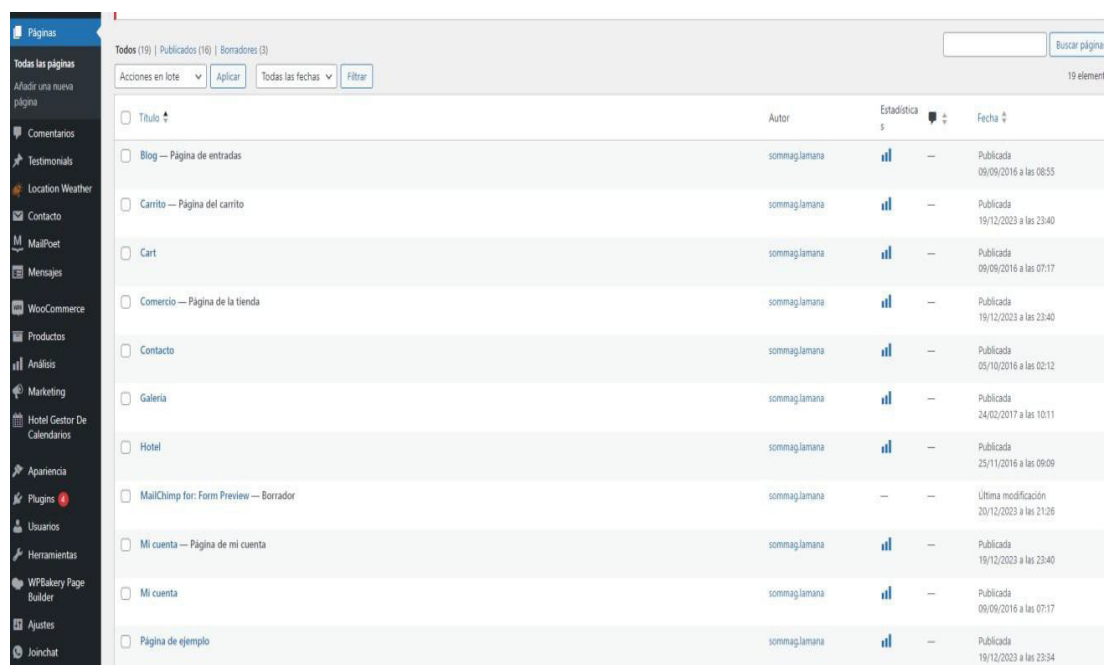 Páginas
Todas las páginas
Añadir una nueva
página
Comentarios
Testimonials
Location Weather
Contacto
MailPoet
Mensajes
WooCommerce
Productos
Análisis
Marketing
Hotel Gestor De
Calendarios
Apariencia
Plugins 4
Usuarios
Herramientas
WPBakery Page
Builder
Ajustes
Joinchat
Todos (19) | Publicados (16) | Borradores (3)
Buscar página
Acciones en lote Aplicar Todas las fechas Filtrar
19 element
Título Autor Estadística
s
Fecha
Blog — Página de entradas sommag.lamana — Publicada
09/09/2016 a las 08:55
Carrito — Página del carrito sommag.lamana — Publicada
19/12/2023 a las 23:40
Cart sommag.lamana — Publicada
09/09/2016 a las 07:17
Comercio — Página de la tienda sommag.lamana — Publicada
19/12/2023 a las 23:40
Contacto sommag.lamana — Publicada
05/10/2016 a las 02:12
Galería sommag.lamana — Publicada
24/02/2017 a las 10:11
Hotel sommag.lamana — Publicada
25/11/2016 a las 09:09
MailChimp for: Form Preview — Borrador sommag.lamana — — Última modificación
20/12/2023 a las 21:26
Mi cuenta — Página de mi cuenta sommag.lamana — Publicada
19/12/2023 a las 23:40
Mi cuenta sommag.lamana — Publicada
09/09/2016 a las 07:17
Página de ejemplo sommag.lamana — Publicada
19/12/2023 a las 23:34